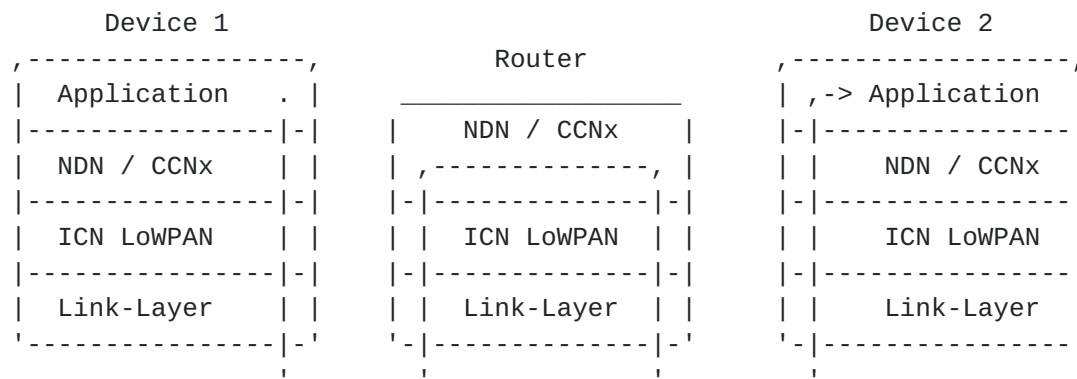 Device 1                                         Device 2
,------------------,            Router            ,------------------,
|  Application   . |     __________________      | ,-> Application
|----------------|-|    |    NDN / CCNx    |     |-|----------------
|  NDN / CCNx    | |    | ,--------------, |     | |    NDN / CCNx
|----------------|-|    |-|--------------|-|     |-|----------------
|  ICN LoWPAN    | |    | |  ICN LoWPAN  | |     | |    ICN LoWPAN
|----------------|-|    |-|--------------|-|     |-|----------------
|  Link-Layer    | |    | |  Link-Layer  | |     | |    Link-Layer
'----------------|-'    '-|--------------|-'     '-|----------------